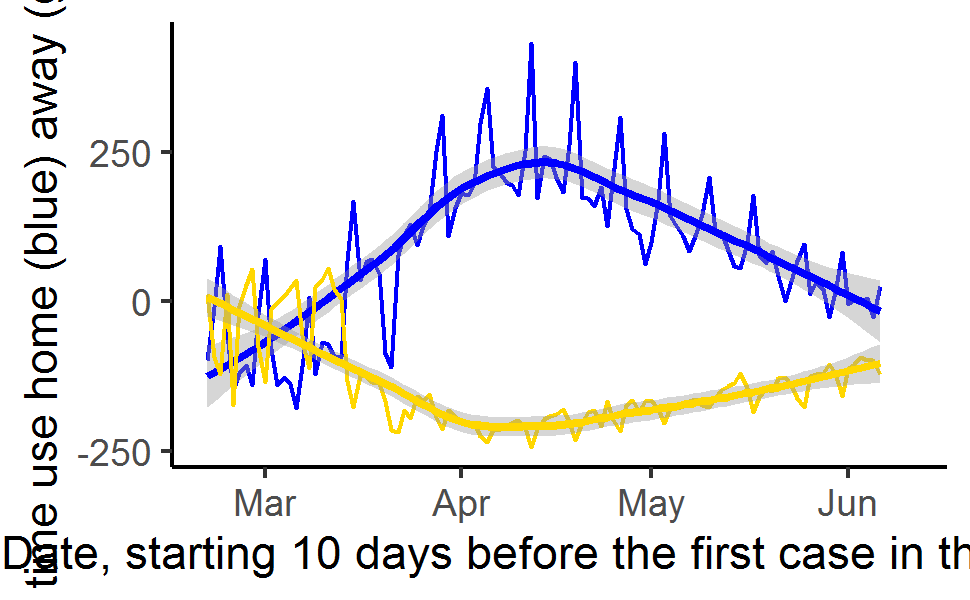 time use home (blue) away (
250
0
-250
Mar Apr May Jun
Date, starting 10 days before the first case in th